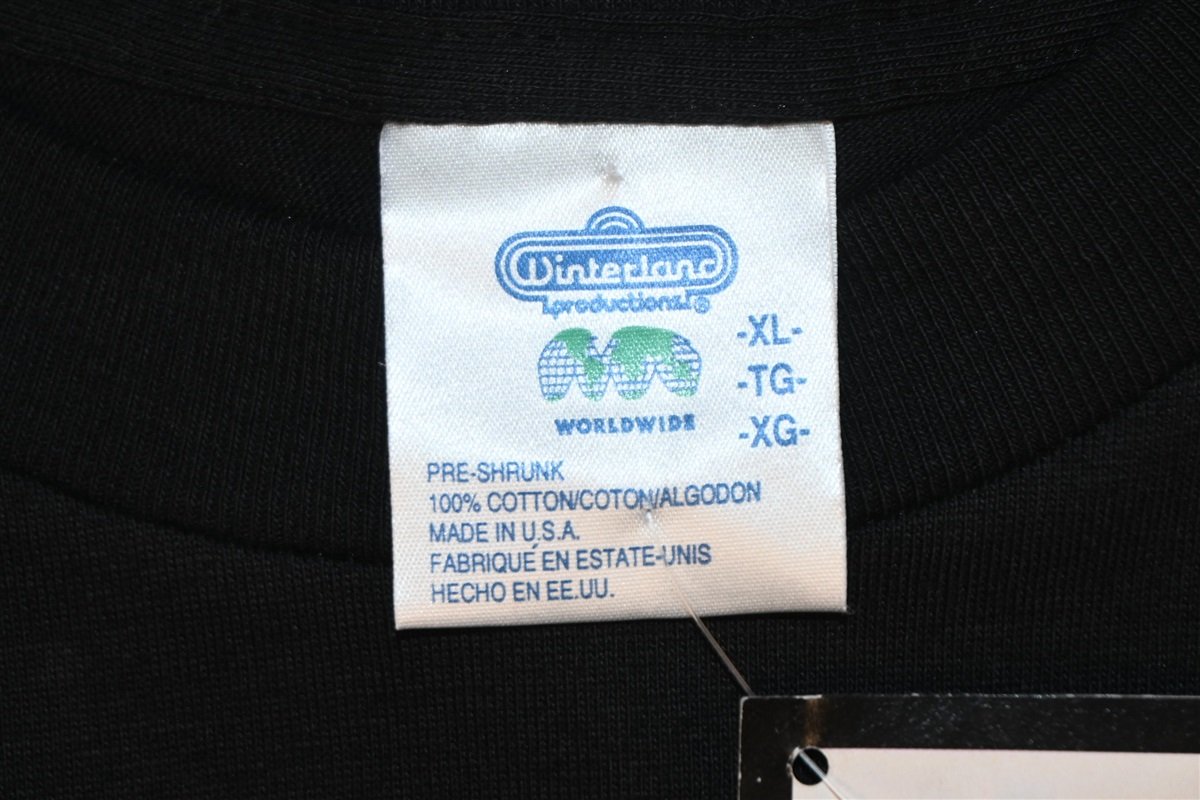 Winterland
productions®
WORLDWIDE
-XL-
-TG-
-XG-
PRE-SHRUNK
100% COTTON/COTON/ALGODON
MADE IN U.S.A.
FABRIQUÉ EN ESTATE-UNIS
HECHO EN EE.UU.